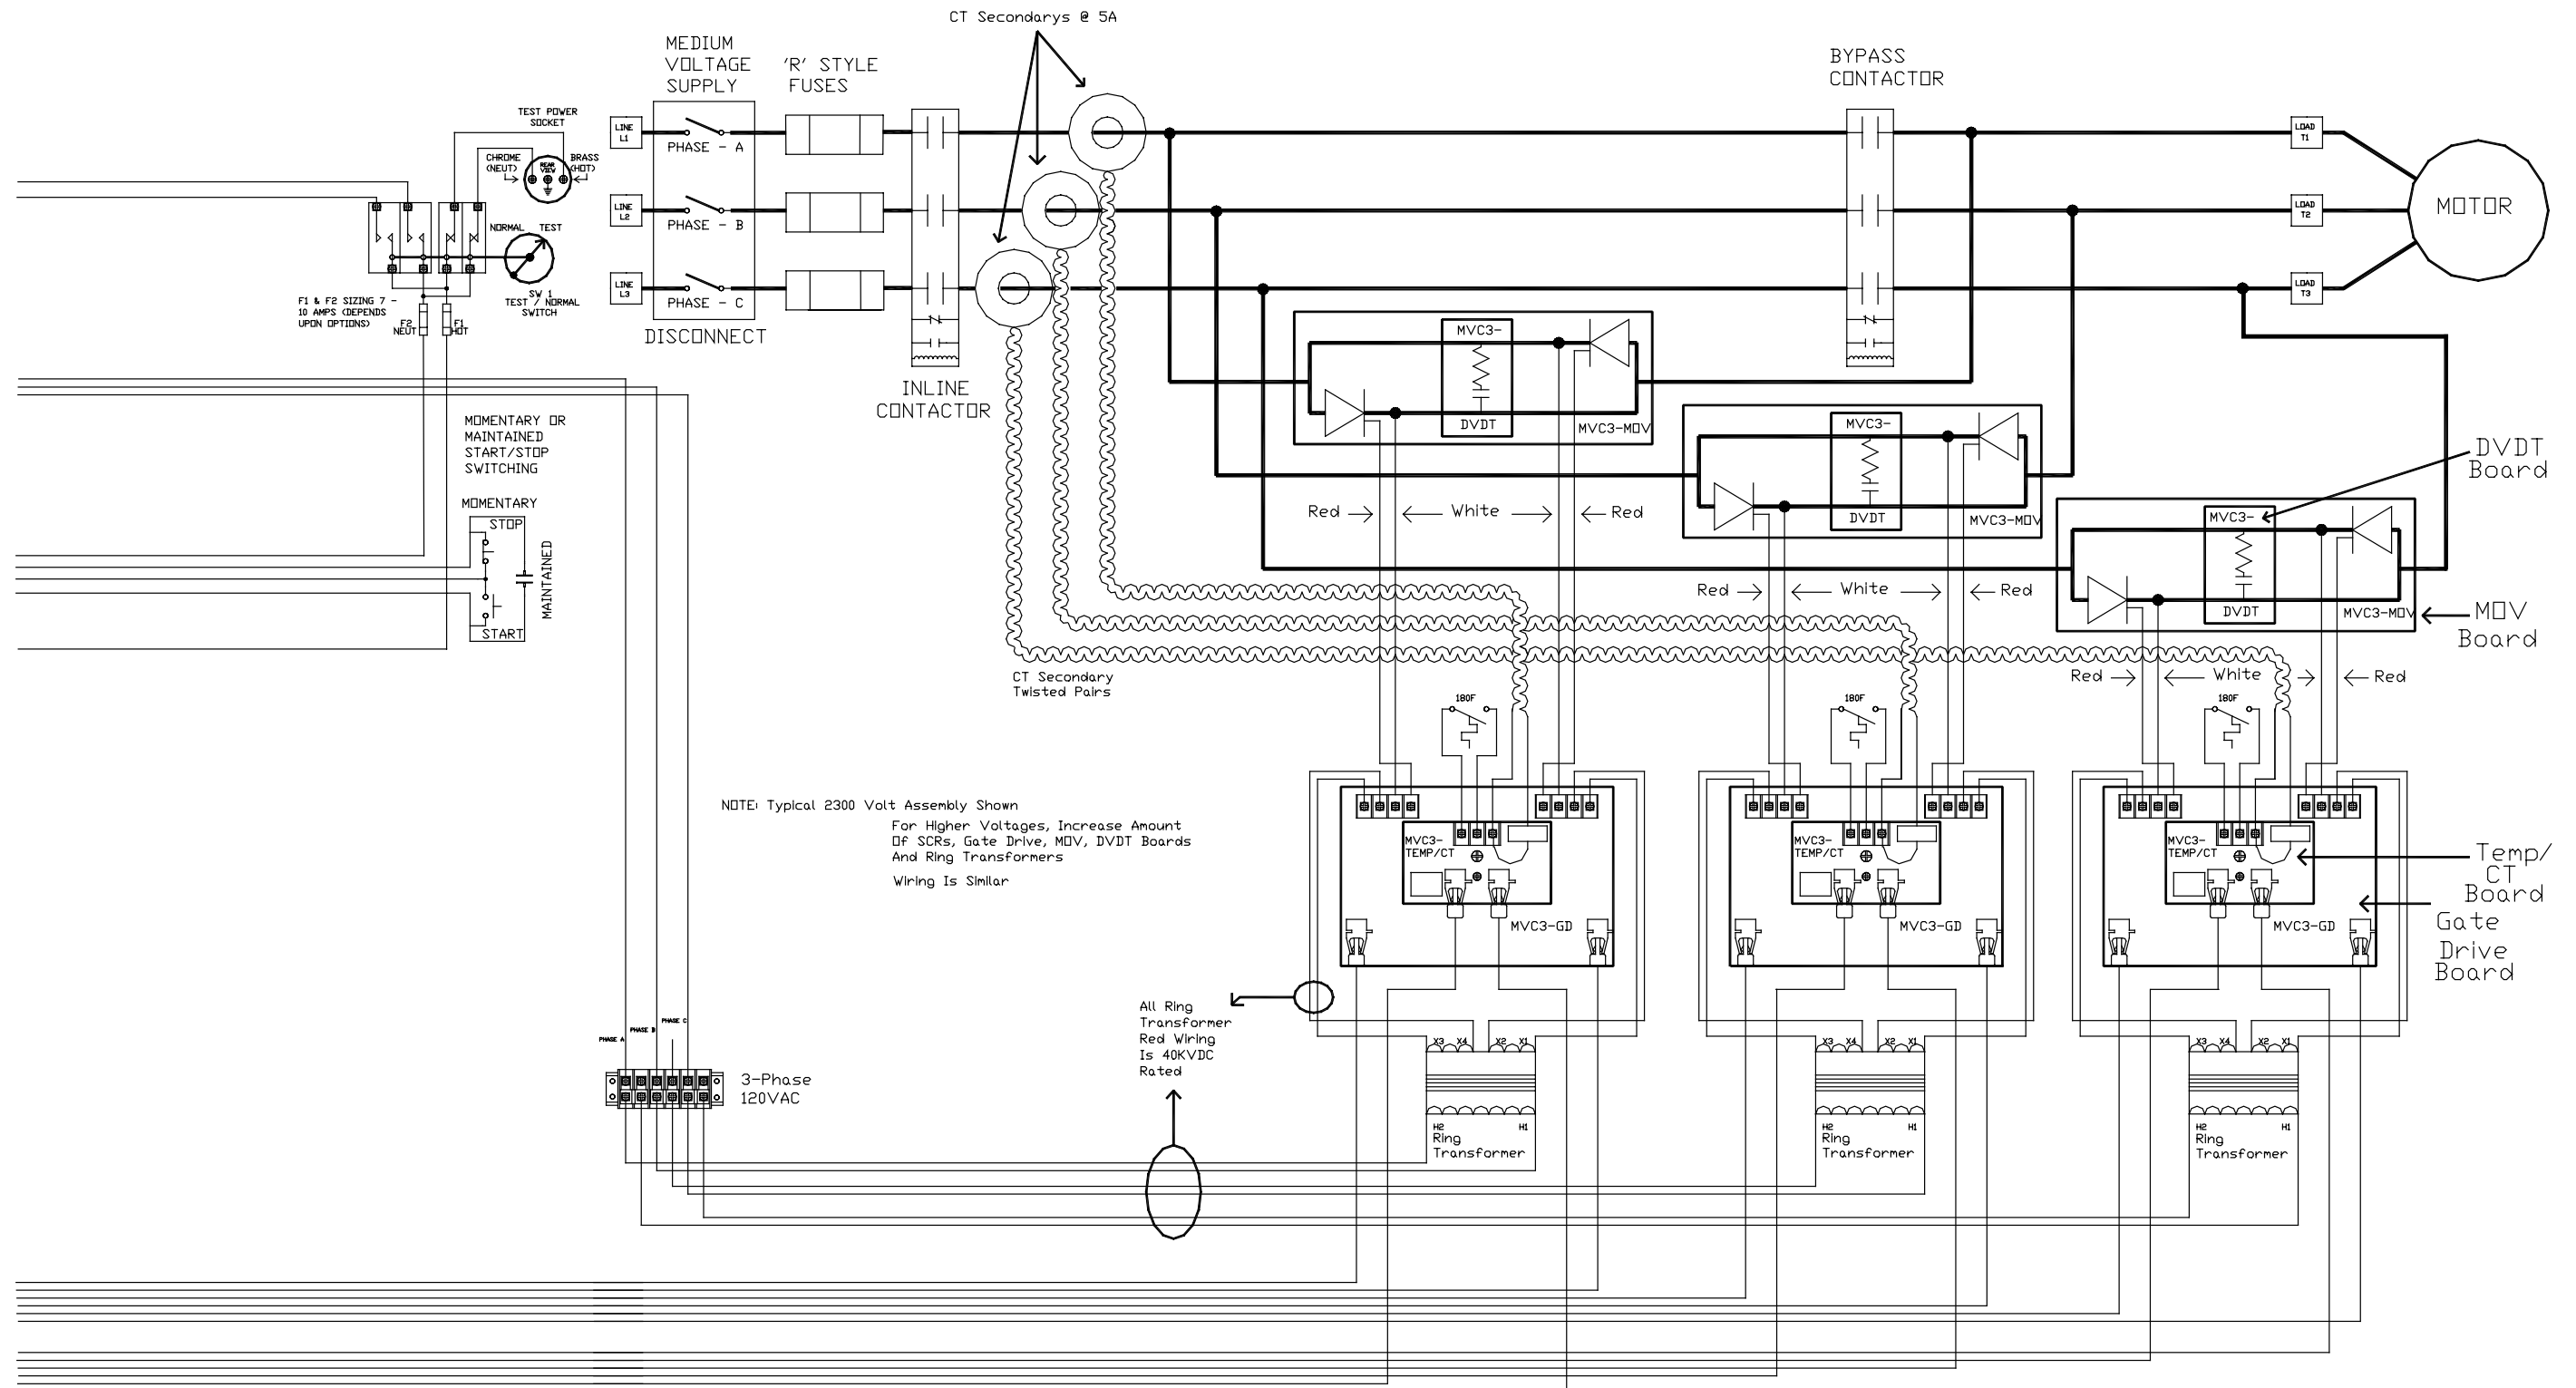 CT Secondarys @ 5A
MEDIUM
VOLTAGE
SUPPLY
'R' STYLE
FUSES
BYPASS
CONTACTOR
TEST POWER
SOCKET
CHROME
(NEUT)
REAR
VIEW
BRASS
(HOT)
LINE
L1
PHASE - A
LOAD
T1
LINE
L2
PHASE - B
LOAD
T2
MOTOR
NORMAL
TEST
SW 1
TEST / NORMAL
SWITCH
LINE
L3
PHASE - C
LOAD
T3
F1 & F2 SIZING 7 -
10 AMPS (DEPENDS
UPON OPTIONS)
F2
NEUT
F1
HOT
DISCONNECT
INLINE
CONTACTOR
MVC3-
DVDT
MVC3-MOV
MVC3-
DVDT
MVC3-MOV
MVC3-
DVDT
MVC3-MOV
DVDT
Board
MOV
Board
MOMENTARY OR
MAINTAINED
START/STOP
SWITCHING
MOMENTARY
STOP
MAINTAINED
START
Red
White
Red
Red
White
Red
Red
White
Red
CT Secondary
Twisted Pairs
180F
180F
180F
NOTE: Typical 2300 Volt Assembly Shown
For Higher Voltages, Increase Amount
Of SCRs, Gate Drive, MOV, DVDT Boards
And Ring Transformers
Wiring Is Similar
MVC3-
TEMP/CT
MVC3-GD
MVC3-
TEMP/CT
MVC3-GD
MVC3-
TEMP/CT
MVC3-GD
Temp/
CT
Board
Gate
Drive
Board
All Ring
Transformer
Red Wiring
Is 40KVDC
Rated
PHASE A
PHASE B
PHASE C
3-Phase
120VAC
X3 X4 X2 X1
H2 H1
Ring
Transformer
X3 X4 X2 X1
H2 H1
Ring
Transformer
X3 X4 X2 X1
H2 H1
Ring
Transformer